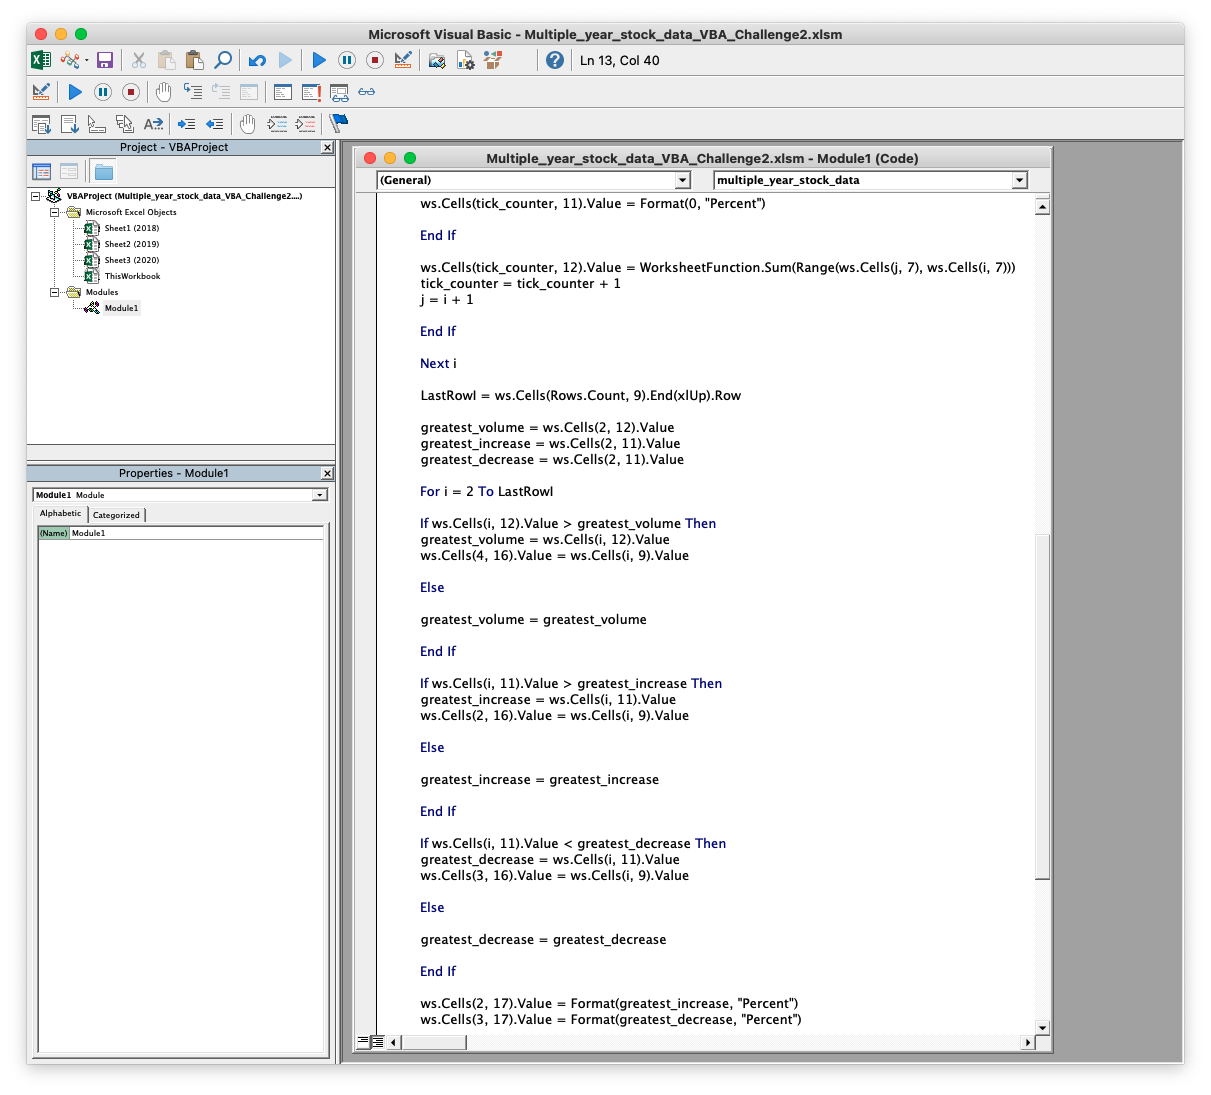 Microsoft Visual Basic - Multiple_year_stock_data_VBA_Challenge2.xlsm
Ln 13, Col 40
Project - VBAProject
VBAProject (Multiple_year_stock_data_VBA_Challenge2....)
Microsoft Excel Objects
Sheet1 (2018)
Sheet2 (2019)
Sheet3 (2020)
ThisWorkbook
Modules
Module1
Properties - Module1
Module1 Module
Alphabetic
Categorized
(Name) Module1
Multiple_year_stock_data_VBA_Challenge2.xlsm - Module1 (Code)
(General)
multiple_year_stock_data
ws.Cells(tick_counter, 11).Value = Format(0, "Percent")
End If
ws.Cells(tick_counter, 12).Value = WorksheetFunction.Sum(Range(ws.Cells(j, 7), ws.Cells(i, 7)))
tick_counter = tick_counter + 1
j = i + 1
End If
Next i
LastRowI = ws.Cells(Rows.Count, 9).End(xlUp).Row
greatest_volume = ws.Cells(2, 12).Value
greatest_increase = ws.Cells(2, 11).Value
greatest_decrease = ws.Cells(2, 11).Value
For i = 2 To LastRowI
If ws.Cells(i, 12).Value > greatest_volume Then
greatest_volume = ws.Cells(i, 12).Value
ws.Cells(4, 16).Value = ws.Cells(i, 9).Value
Else
greatest_volume = greatest_volume
End If
If ws.Cells(i, 11).Value > greatest_increase Then
greatest_increase = ws.Cells(i, 11).Value
ws.Cells(2, 16).Value = ws.Cells(i, 9).Value
Else
greatest_increase = greatest_increase
End If
If ws.Cells(i, 11).Value < greatest_decrease Then
greatest_decrease = ws.Cells(i, 11).Value
ws.Cells(3, 16).Value = ws.Cells(i, 9).Value
Else
greatest_decrease = greatest_decrease
End If
ws.Cells(2, 17).Value = Format(greatest_increase, "Percent")
ws.Cells(3, 17).Value = Format(greatest_decrease, "Percent")